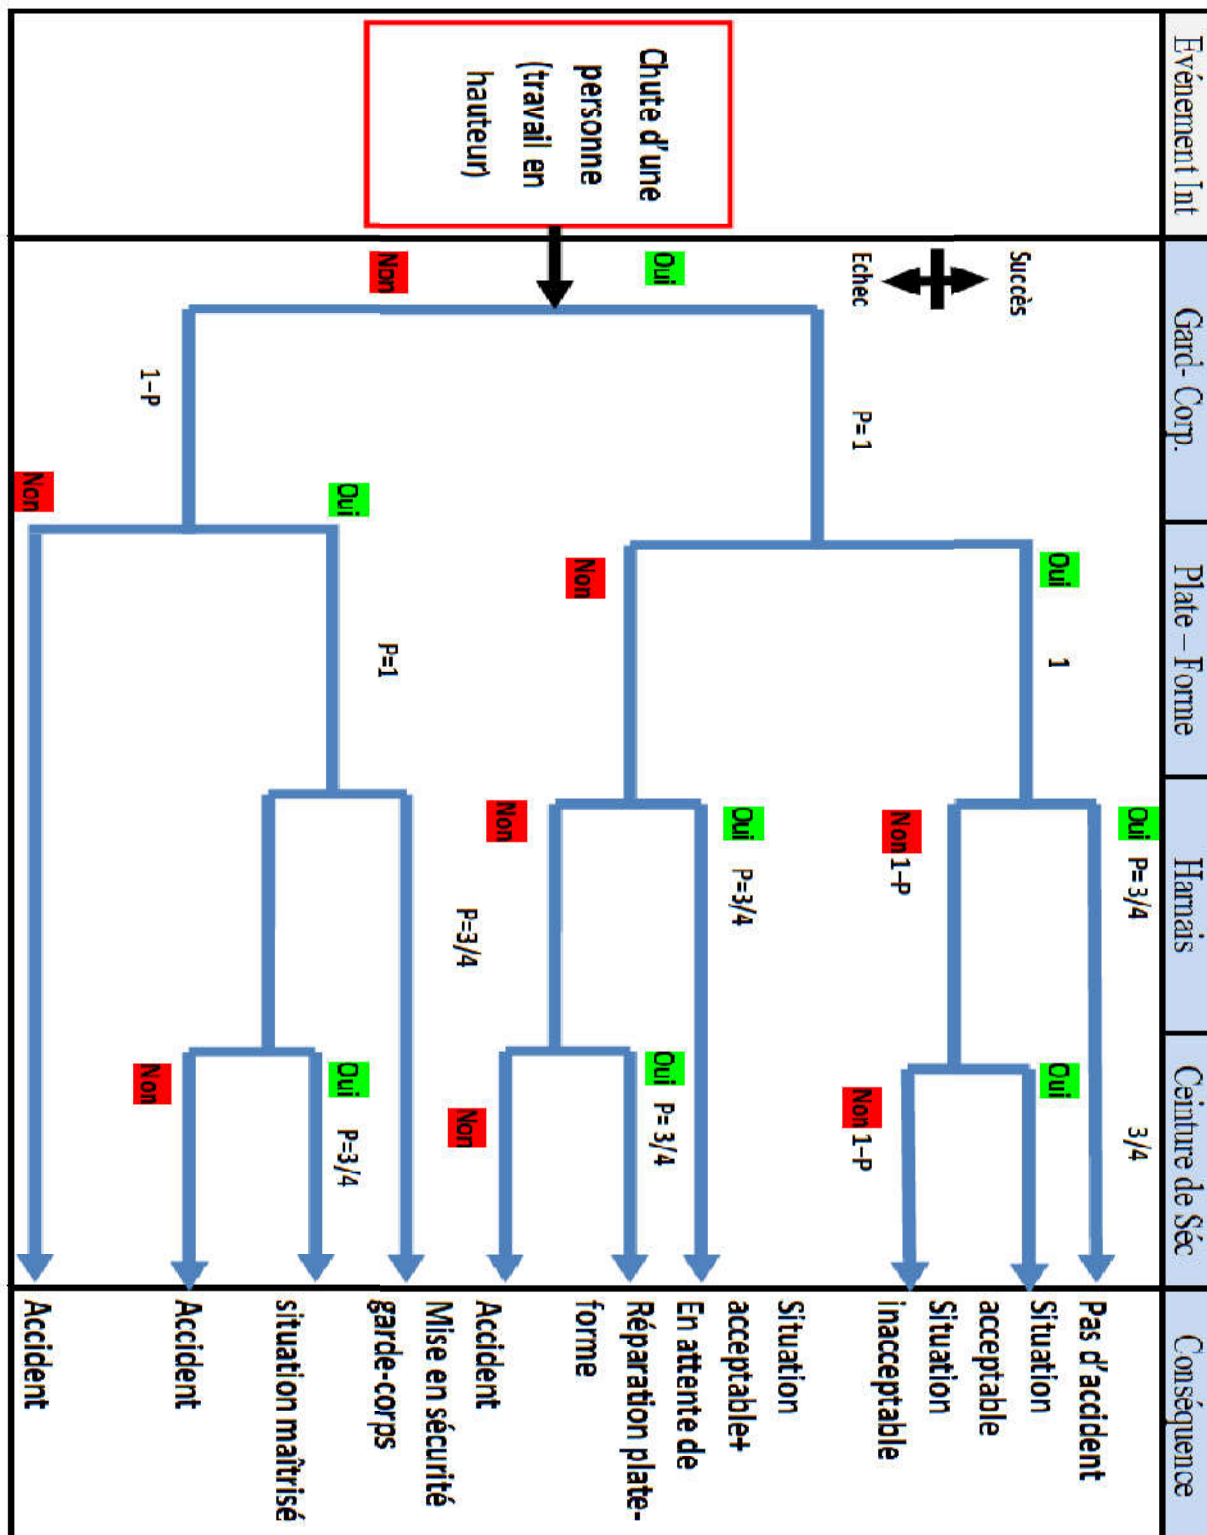 Evénement Int
Gard- Corp.
Plate – Forme
Harnais
Ceinture de Séc
Conséquence
Succès
Echec
Chute d'une
personne
(travail en
hauteur)
Oui
Non
P= 1
1–P
Oui
1
Non
Oui
P=1
Non
Oui P= 3/4
Non 1–P
Oui
P=3/4
Non
P=3/4
3/4
Oui
Non 1–P
Oui P= 3/4
Non
Oui
P=3/4
Non
Pas d'accident
Situation
acceptable
Situation
inacceptable
Situation
acceptable+
En attente de
Réparation plate-
forme
Accident
Mise en sécurité
garde-corps
situation maîtrisé
Accident
Accident